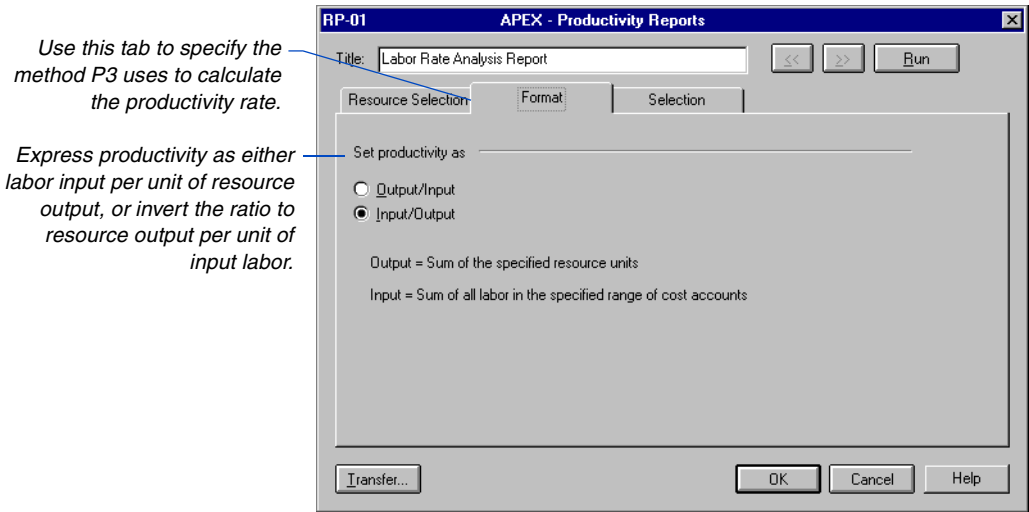 RP-01 APEX - Productivity Reports
Use this tab to specify the
method P3 uses to calculate
the productivity rate.
Title: Labor Rate Analysis Report << >> Run
Resource Selection Format Selection
Express productivity as either
labor input per unit of resource
output, or invert the ratio to
resource output per unit of
input labor.
Set productivity as
Output/Input
Input/Output
Output = Sum of the specified resource units
Input = Sum of all labor in the specified range of cost accounts
Transfer... OK Cancel Help